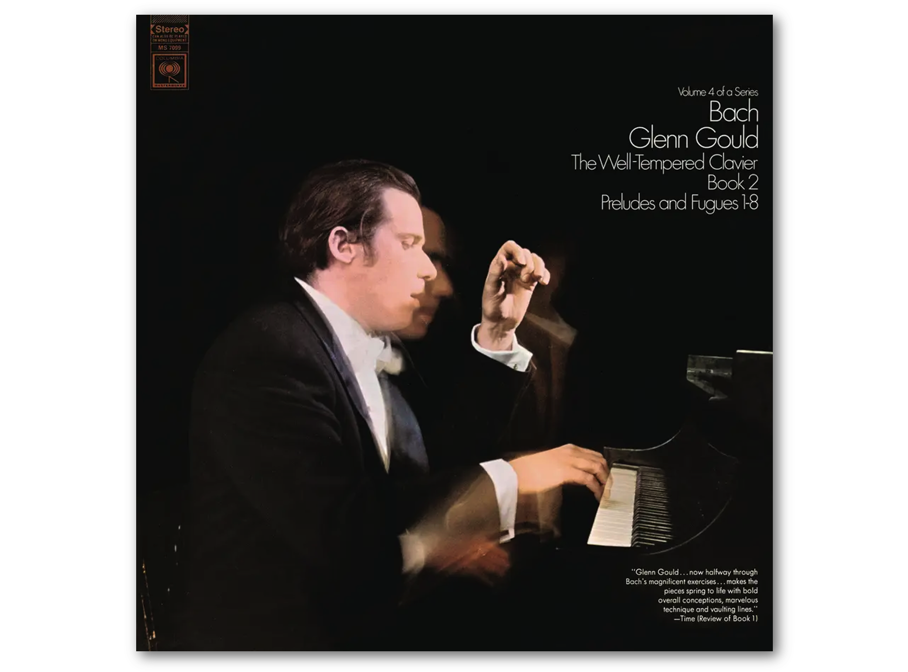 Stereo
MS 7099
Volume 4 of a Series
Bach
Glenn Gould
The Well-Tempered Clavier
Book 2
Preludes and Fugues 1-8
"Glenn Gould...now halfway through
Bach's magnificent exercises...makes the
pieces spring to life with bold
overall conceptions, marvelous
technique and vaulting lines."
—Time (Review of Book 1)